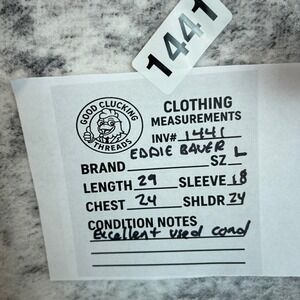 1441
GOOD CLUCKING
THREADS
CLOTHING
MEASUREMENTS
INV# 1441
EDDIE BAUER
BRAND SZ L
LENGTH 29 SLEEVE 18
CHEST 24 SHLDR 24
CONDITION NOTES
Excellent used cond